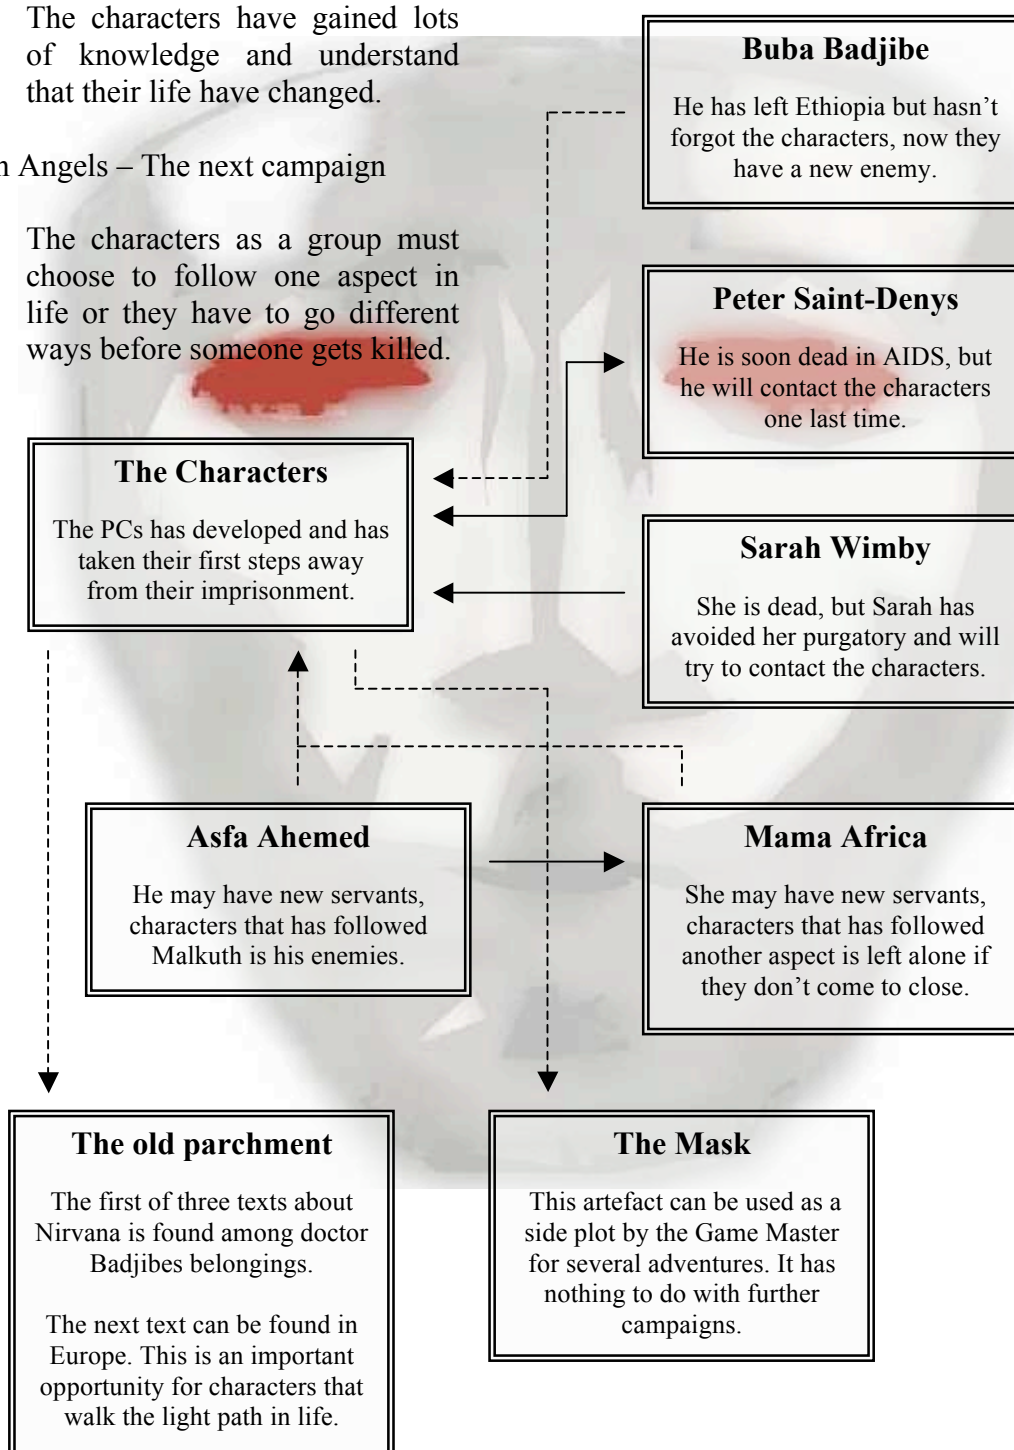 The characters have gained lots
of knowledge and understand
that their life have changed.
Angels – The next campaign
The characters as a group must
choose to follow one aspect in
life or they have to go different
ways before someone gets killed.
Buba Badjibe
He has left Ethiopia but hasn't
forgot the characters, now they
have a new enemy.
Peter Saint-Denys
He is soon dead in AIDS, but
he will contact the characters
one last time.
The Characters
The PCs has developed and has
taken their first steps away
from their imprisonment.
Sarah Wimby
She is dead, but Sarah has
avoided her purgatory and will
try to contact the characters.
Asfa Ahemed
He may have new servants,
characters that has followed
Malkuth is his enemies.
Mama Africa
She may have new servants,
characters that has followed
another aspect is left alone if
they don't come to close.
The old parchment
The first of three texts about
Nirvana is found among doctor
Badjibes belongings.
The next text can be found in
Europe. This is an important
opportunity for characters that
walk the light path in life.
The Mask
This artefact can be used as a
side plot by the Game Master
for several adventures. It has
nothing to do with further
campaigns.